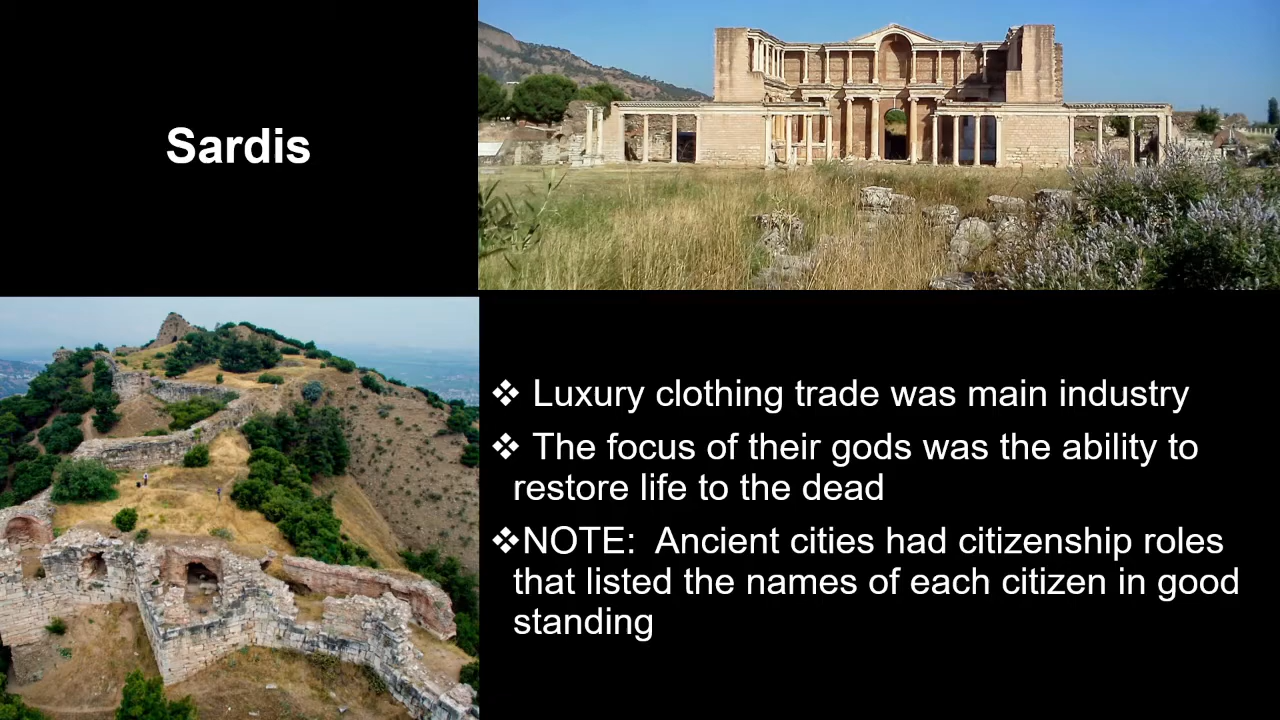 Sardis
❖ Luxury clothing trade was main industry
❖ The focus of their gods was the ability to
restore life to the dead
❖NOTE:  Ancient cities had citizenship roles
that listed the names of each citizen in good
standing